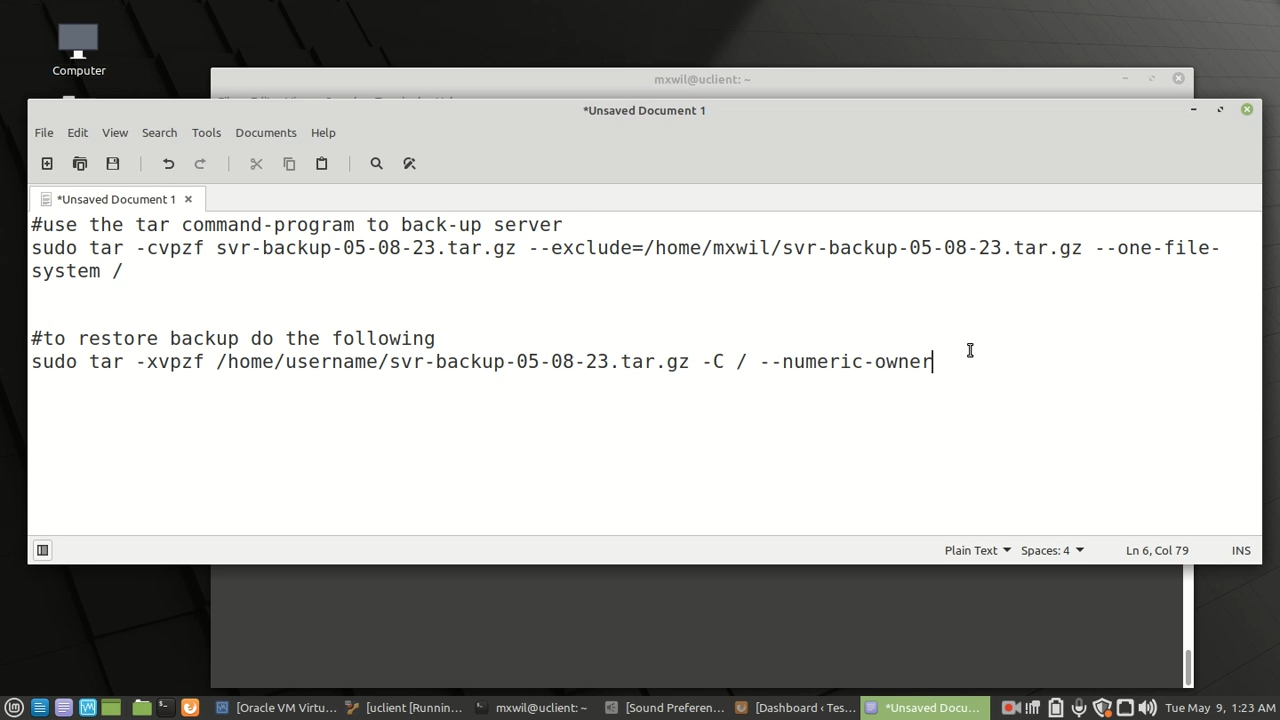 Computer
mxwil@uclient: ~
*Unsaved Document 1
File Edit View Search Tools Documents Help
*Unsaved Document 1
#use the tar command-program to back-up server
sudo tar -cvpzf svr-backup-05-08-23.tar.gz --exclude=/home/mxwil/svr-backup-05-08-23.tar.gz --one-file-
system /
#to restore backup do the following
sudo tar -xvpzf /home/username/svr-backup-05-08-23.tar.gz -C / --numeric-owner
Plain Text Spaces: 4 Ln 6, Col 79 INS
[Oracle VM Virtu... [uclient [Runnin... mxwil@uclient: ~ [Sound Preferen... [Dashboard ‹ Tes... *Unsaved Docu... Tue May 9, 1:23 AM